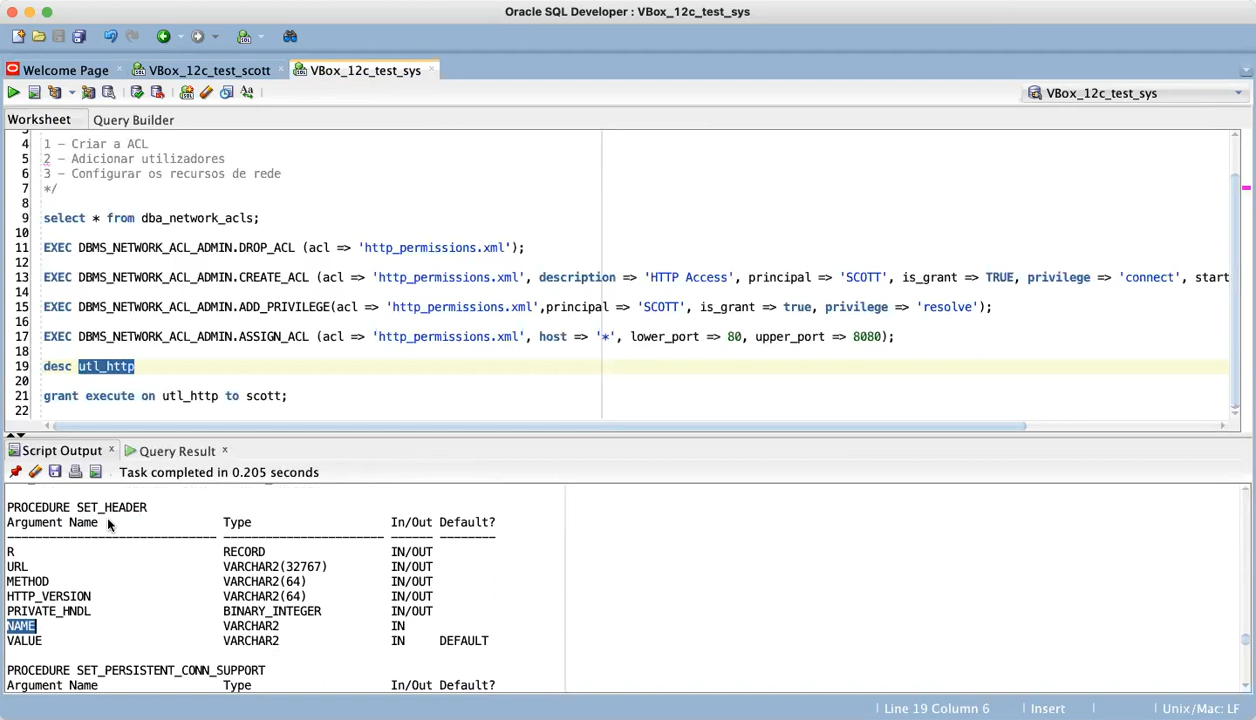 Oracle SQL Developer : VBox_12c_test_sys
Welcome Page
VBox_12c_test_scott
VBox_12c_test_sys
VBox_12c_test_sys
Worksheet
Query Builder
4 1 - Criar a ACL
5 2 - Adicionar utilizadores
6 3 - Configurar os recursos de rede
7 */
8
9 select * from dba_network_acls;
10
11 EXEC DBMS_NETWORK_ACL_ADMIN.DROP_ACL (acl => 'http_permissions.xml');
12
13 EXEC DBMS_NETWORK_ACL_ADMIN.CREATE_ACL (acl => 'http_permissions.xml', description => 'HTTP Access', principal => 'SCOTT', is_grant => TRUE, privilege => 'connect', start
14
15 EXEC DBMS_NETWORK_ACL_ADMIN.ADD_PRIVILEGE(acl => 'http_permissions.xml',principal => 'SCOTT', is_grant => true, privilege => 'resolve');
16
17 EXEC DBMS_NETWORK_ACL_ADMIN.ASSIGN_ACL (acl => 'http_permissions.xml', host => '*', lower_port => 80, upper_port => 8080);
18
19 desc utl_http
20
21 grant execute on utl_http to scott;
22
Script Output
Query Result
Task completed in 0.205 seconds
PROCEDURE SET_HEADER
Argument Name Type In/Out Default?
R RECORD IN/OUT
URL VARCHAR2(32767) IN/OUT
METHOD VARCHAR2(64) IN/OUT
HTTP_VERSION VARCHAR2(64) IN/OUT
PRIVATE_HNDL BINARY_INTEGER IN/OUT
NAME VARCHAR2 IN
VALUE VARCHAR2 IN DEFAULT
PROCEDURE SET_PERSISTENT_CONN_SUPPORT
Argument Name Type In/Out Default?
Line 19 Column 6
Insert
Unix/Mac: LF